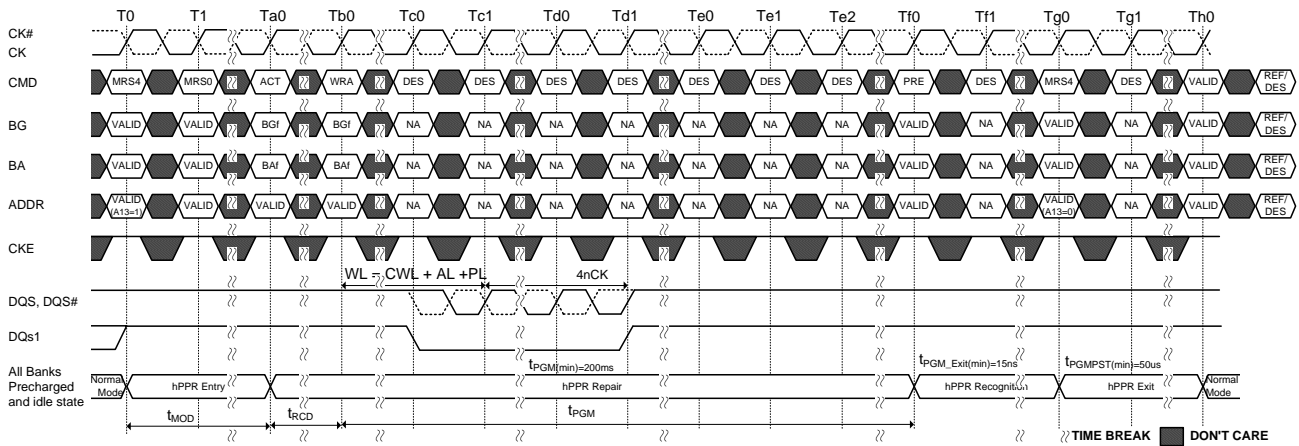 T0 T1 Ta0 Tb0 Tc0 Tc1 Td0 Td1 Te0 Te1 Te2 Tf0 Tf1 Tg0 Tg1 Th0
CK#
CK
CMD MRS4 MRS0 ACT WRA DES DES DES DES DES DES DES PRE DES MRS4 DES VALID REF/ DES
BG VALID VALID BGf BGf NA NA NA NA NA NA NA VALID NA VALID NA VALID REF/ DES
BA VALID VALID BAf BAf NA NA NA NA NA NA NA VALID NA VALID NA VALID REF/ DES
ADDR VALID (A13=1) VALID VALID VALID NA NA NA NA NA NA NA VALID NA VALID (A13=0) NA VALID REF/ DES
CKE
WL = CWL + AL +PL 4nCK
DQS, DQS#
DQs1
tPGM(min)=200ms tPGM_Exit(min)=15ns tPGMPST(min)=50us
All Banks
Precharged
and idle state
Normal Mode hPPR Entry hPPR Repair hPPR Recognition hPPR Exit Normal Mode
tMOD tRCD tPGM
TIME BREAK DON'T CARE